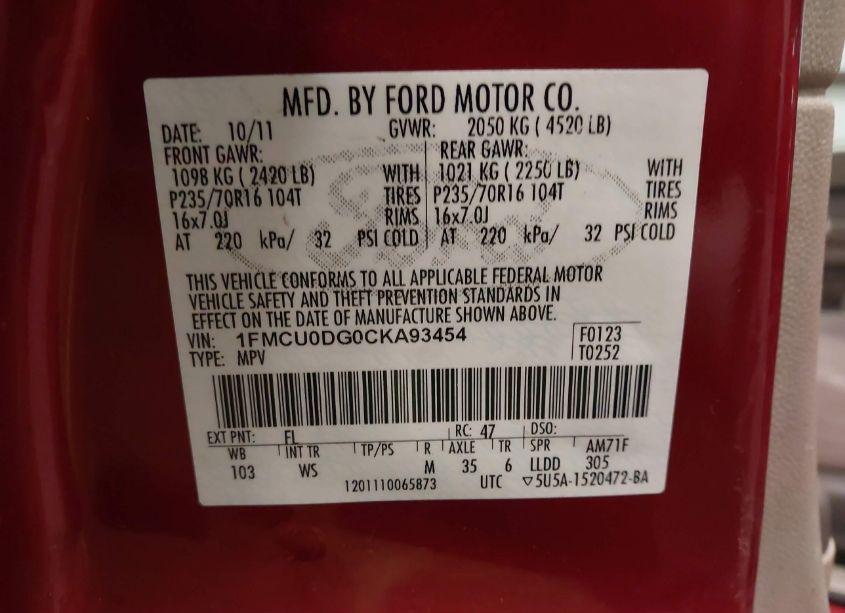 MFD. BY FORD MOTOR CO.
DATE: 10/11 GVWR: 2050 KG ( 4520 LB)
FRONT GAWR: REAR GAWR:
1098 KG ( 2420 LB) WITH 1021 KG ( 2250 LB) WITH
P235/70R16 104T TIRES P235/70R16 104T TIRES
16x7.0J RIMS 16x7.0J RIMS
AT 220 kPa/ 32 PSI COLD AT 220 kPa/ 32 PSI COLD
THIS VEHICLE CONFORMS TO ALL APPLICABLE FEDERAL MOTOR
VEHICLE SAFETY AND THEFT PREVENTION STANDARDS IN
EFFECT ON THE DATE OF MANUFACTURE SHOWN ABOVE.
VIN: 1FMCU0DG0CKA93454 F0123
TYPE: MPV T0252
EXT PNT: FL RC: 47 DSO:
WB INT TR TP/PS R AXLE TR SPR AM71F
103 WS M 35 6 LLDD 305
1201110065873 UTC ▽5U5A-1520472-BA